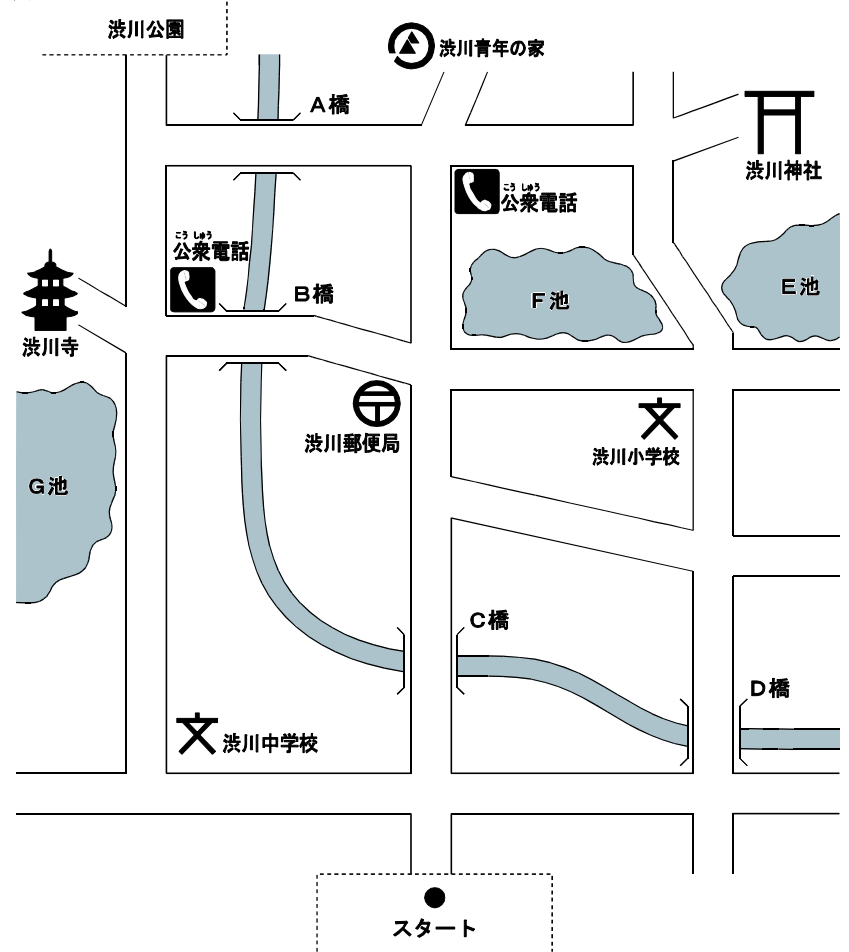 渋川公園
渋川青年の家
A橋
渋川神社
こうしゅう
公衆電話
こうしゅう
公衆電話
B橋
F池
E池
渋川寺
渋川郵便局
渋川小学校
G池
C橋
D橋
渋川中学校
スタート